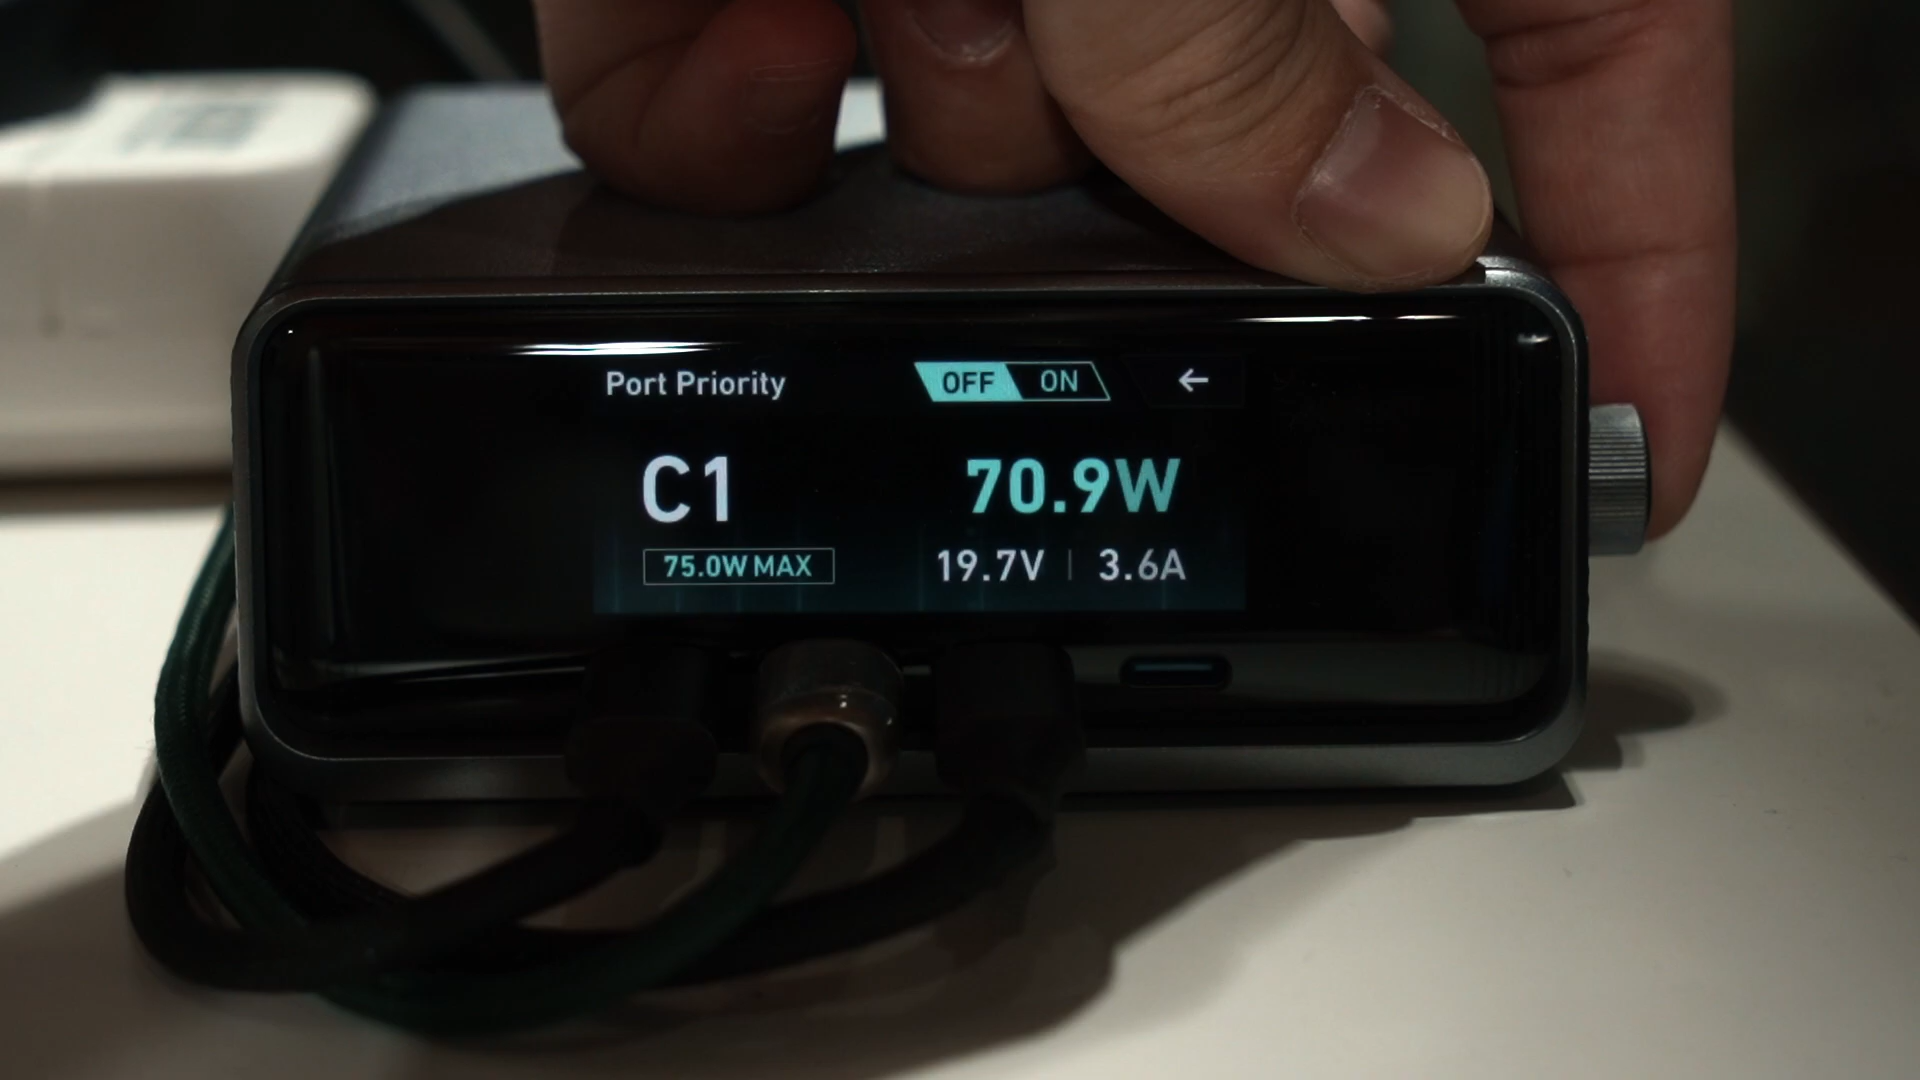 Port Priority OFF ON ←
C1 70.9W
75.0W MAX 19.7V | 3.6A